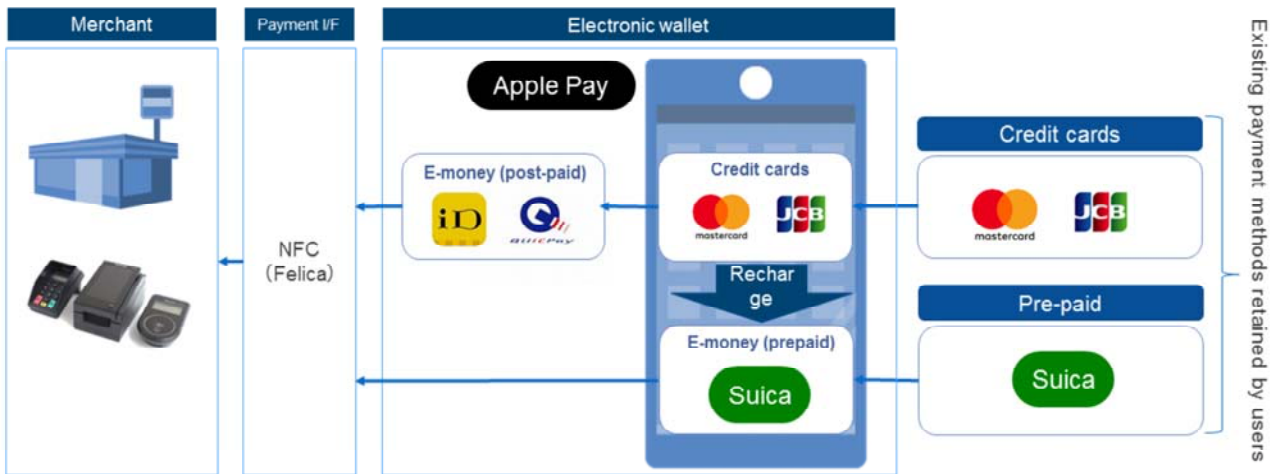 Merchant
Payment I/F
Electronic wallet
Apple Pay
E-money (post-paid)
iD
QUICPay
NFC
(Felica)
Credit cards
mastercard
JCB
Rechar
ge
E-money (prepaid)
Suica
Credit cards
mastercard
JCB
Pre-paid
Suica
Existing payment methods retained by users